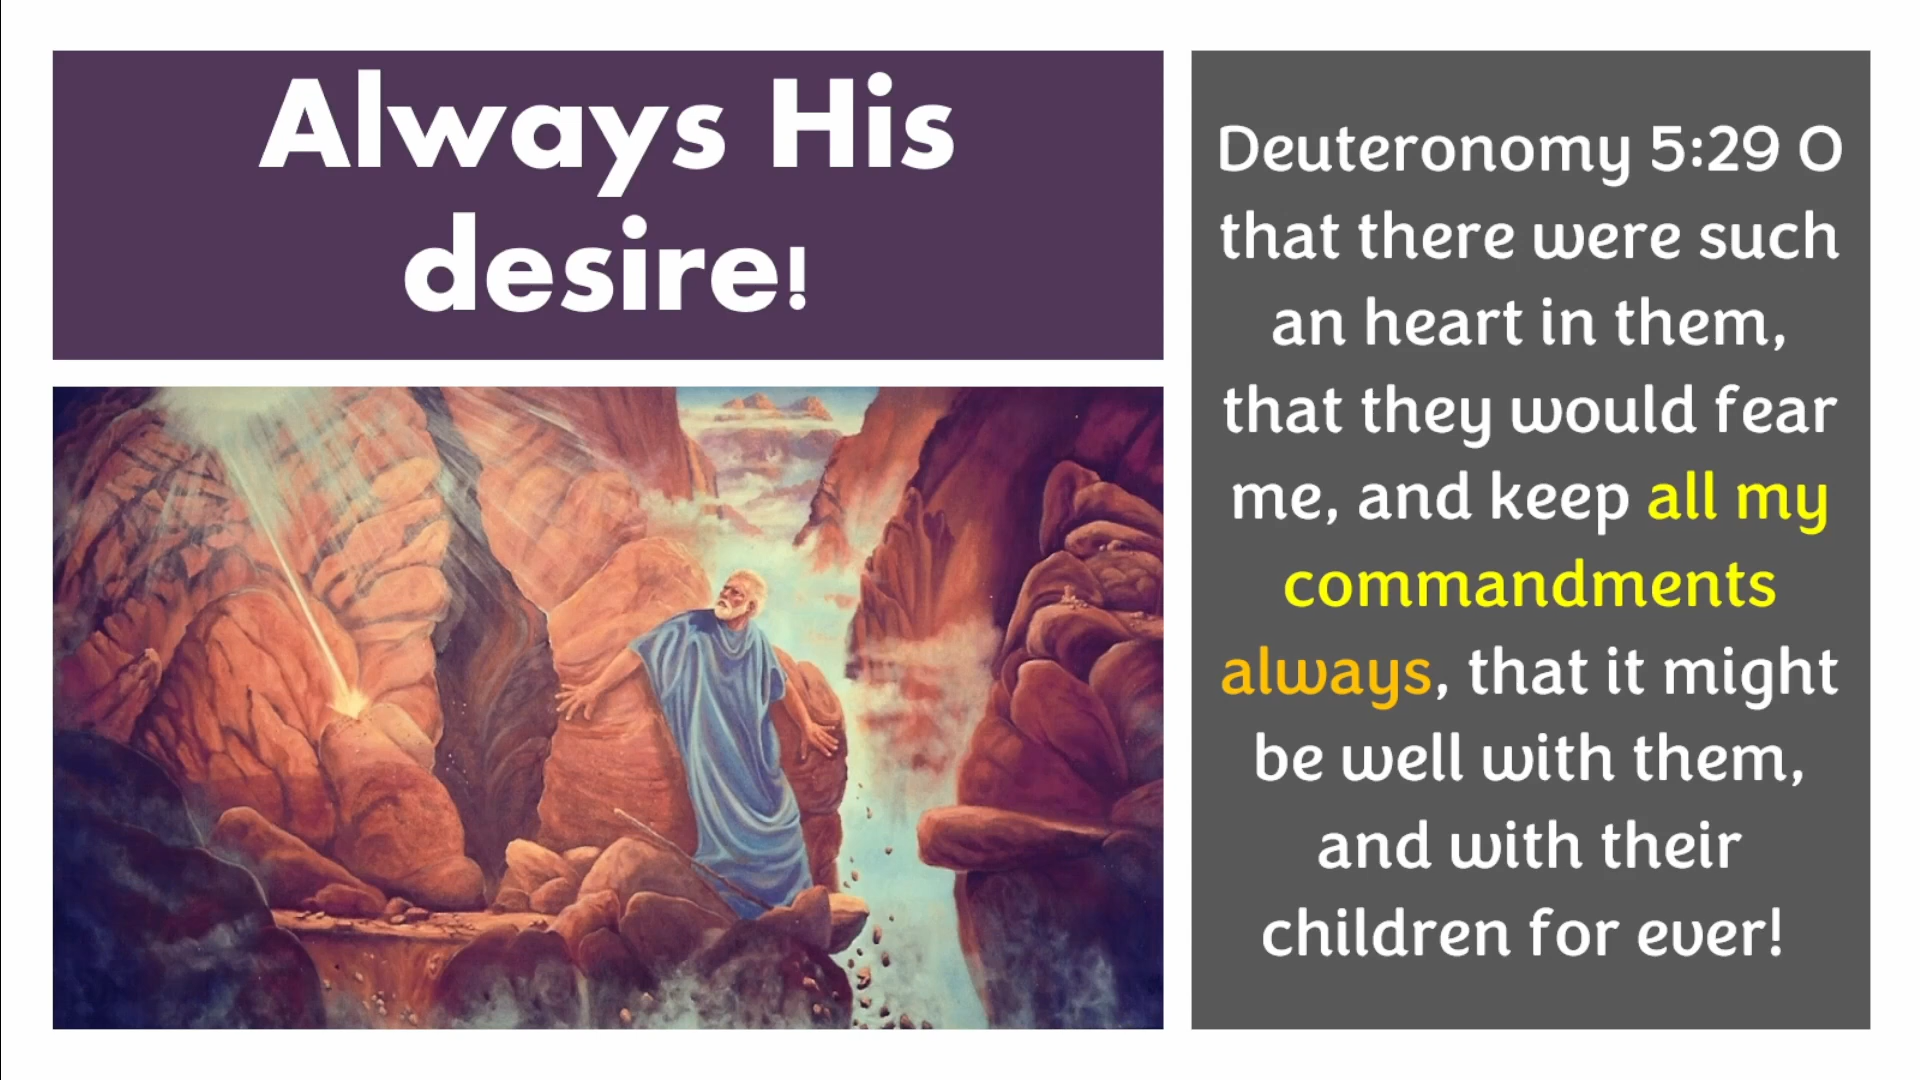 Always His
desire!
Deuteronomy 5:29 O
that there were such
an heart in them,
that they would fear
me, and keep all my
commandments
always, that it might
be well with them,
and with their
children for ever!